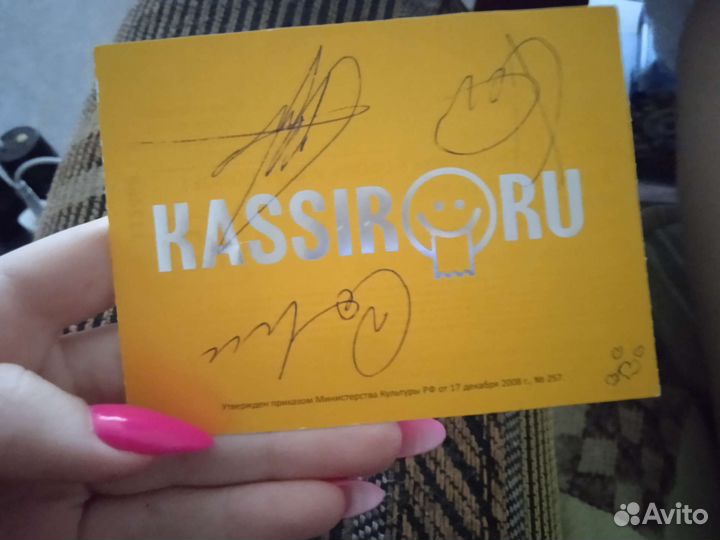 KASSIR RU
Утвержден приказом Министерства Культуры РФ от 17 декабря 2008 г., № 257.
Avito